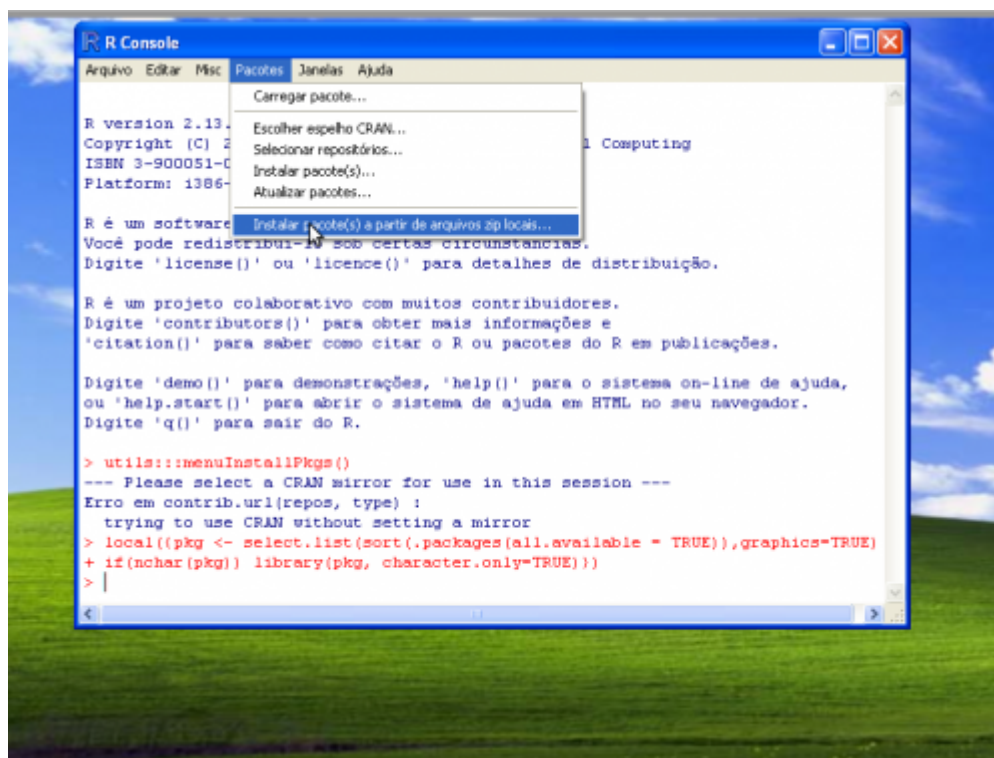 R Console
Arquivo Editar Misc Pacotes Janelas Ajuda
Carregar pacote...
Escolher espelho CRAN...
Selecionar repositórios...
Instalar pacote(s)...
Atualizar pacotes...
Instalar pacote(s) a partir de arquivos zip locais...
R version 2.13.
Copyright (C) 2 l Computing
ISBN 3-900051-0
Platform: i386-
R é um software
Você pode redistribuí-lo sob certas circunstâncias.
Digite 'license()' ou 'licence()' para detalhes de distribuição.
R é um projeto colaborativo com muitos contribuidores.
Digite 'contributors()' para obter mais informações e
'citation()' para saber como citar o R ou pacotes do R em publicações.
Digite 'demo()' para demonstrações, 'help()' para o sistema on-line de ajuda,
ou 'help.start()' para abrir o sistema de ajuda em HTML no seu navegador.
Digite 'q()' para sair do R.
> utils:::menuInstallPkgs()
--- Please select a CRAN mirror for use in this session ---
Erro em contrib.url(repos, type) :
trying to use CRAN without setting a mirror
> local({pkg <- select.list(sort(.packages(all.available = TRUE)),graphics=TRUE)
+ if(nchar(pkg)) library(pkg, character.only=TRUE)})
>